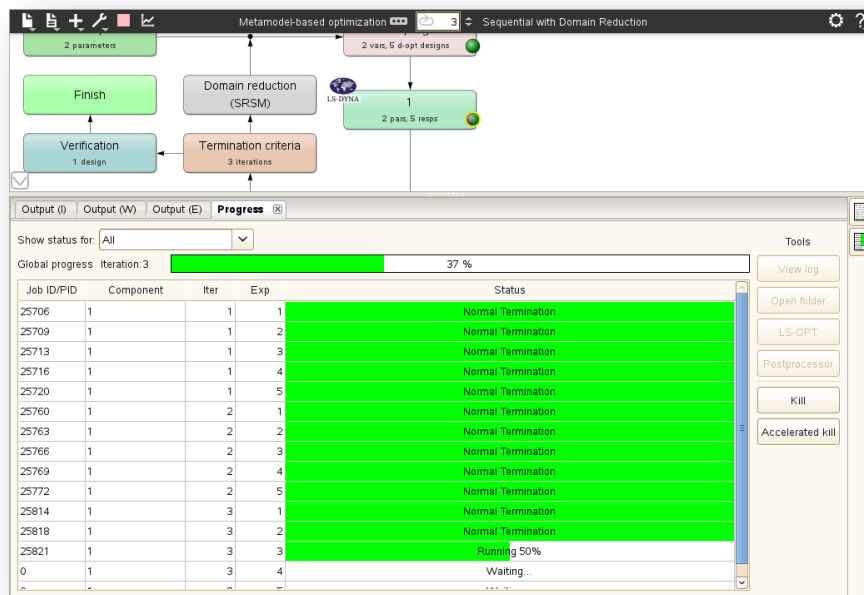 Metamodel-based optimization 3 Sequential with Domain Reduction
2 parameters
2 vars, 5 d-opt designs
Finish
Domain reduction
(SRSM)
LS-DYNA
1
2 pars, 5 resps
Verification
1 design
Termination criteria
3 iterations
Output (I) Output (W) Output (E) Progress
Show status for: All
Tools
Global progress Iteration:3 37 %
View log
Open folder
LS-OPT
Postprocessor
Kill
Accelerated kill
Job ID/PID Component Iter Exp Status
25706 1 1 1 Normal Termination
25709 1 1 2 Normal Termination
25713 1 1 3 Normal Termination
25716 1 1 4 Normal Termination
25720 1 1 5 Normal Termination
25760 1 2 1 Normal Termination
25763 1 2 2 Normal Termination
25766 1 2 3 Normal Termination
25769 1 2 4 Normal Termination
25772 1 2 5 Normal Termination
25814 1 3 1 Normal Termination
25818 1 3 2 Normal Termination
25821 1 3 3 Running 50%
0 1 3 4 Waiting...